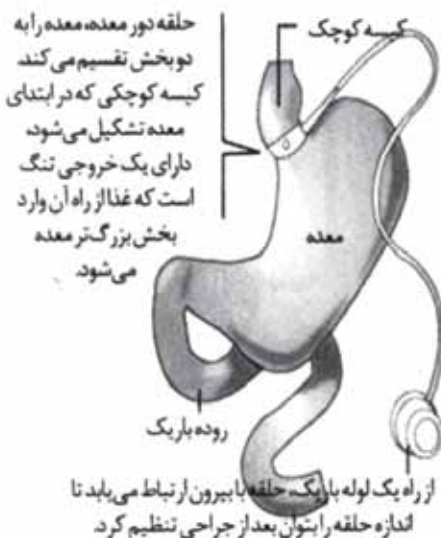 حلقه دور معده، معده را به
دو بخش تقسیم می‌کند.
کیسه کوچکی که در ابتدای
معده تشکیل می‌شود،
دارای یک خروجی تنگ
است که غذا از راه آن وارد
بخش بزرگ‌تر معده
می‌شود.
کیسه کوچک
معده
روده باریک
از راه یک لوله باریک، حلقه با بیرون ارتباط می‌یابد تا
اندازه حلقه را بتوان بعد از جراحی تنظیم کرد.